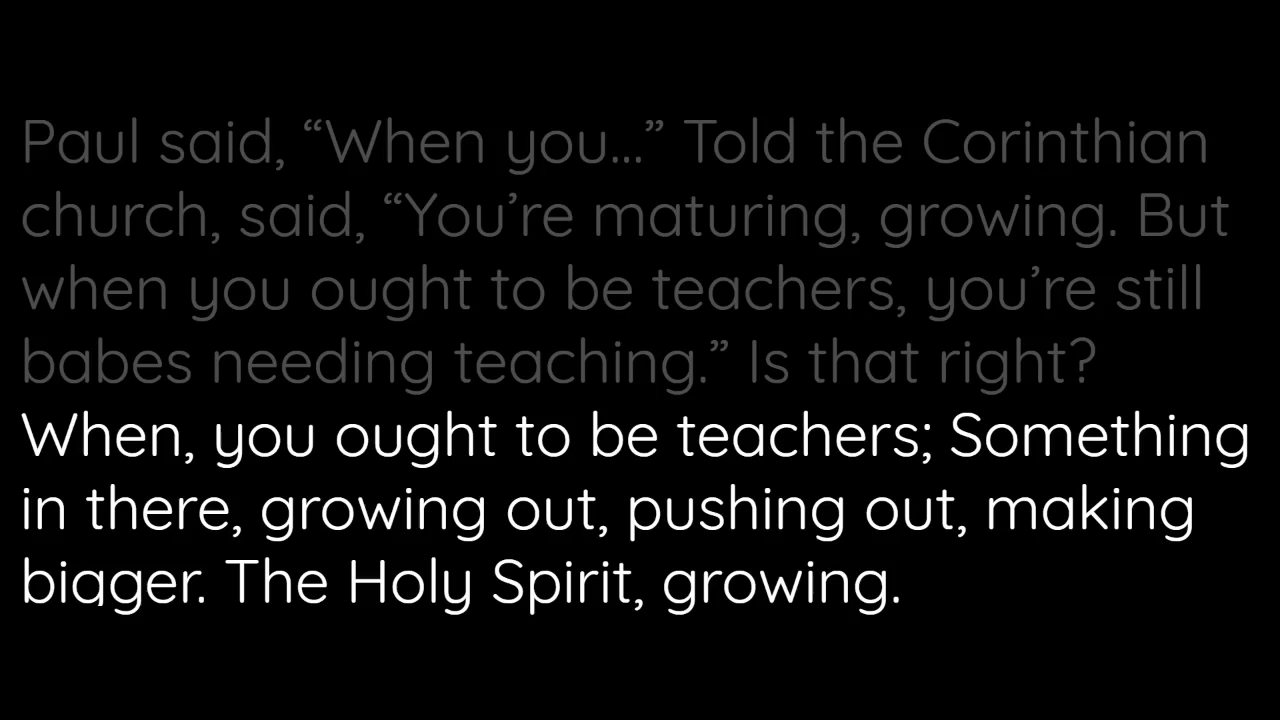 Paul said, “When you...” Told the Corinthian
church, said, “You’re maturing, growing. But
when you ought to be teachers, you’re still
babes needing teaching.” Is that right?
When, you ought to be teachers; Something
in there, growing out, pushing out, making
bigger. The Holy Spirit, growing.